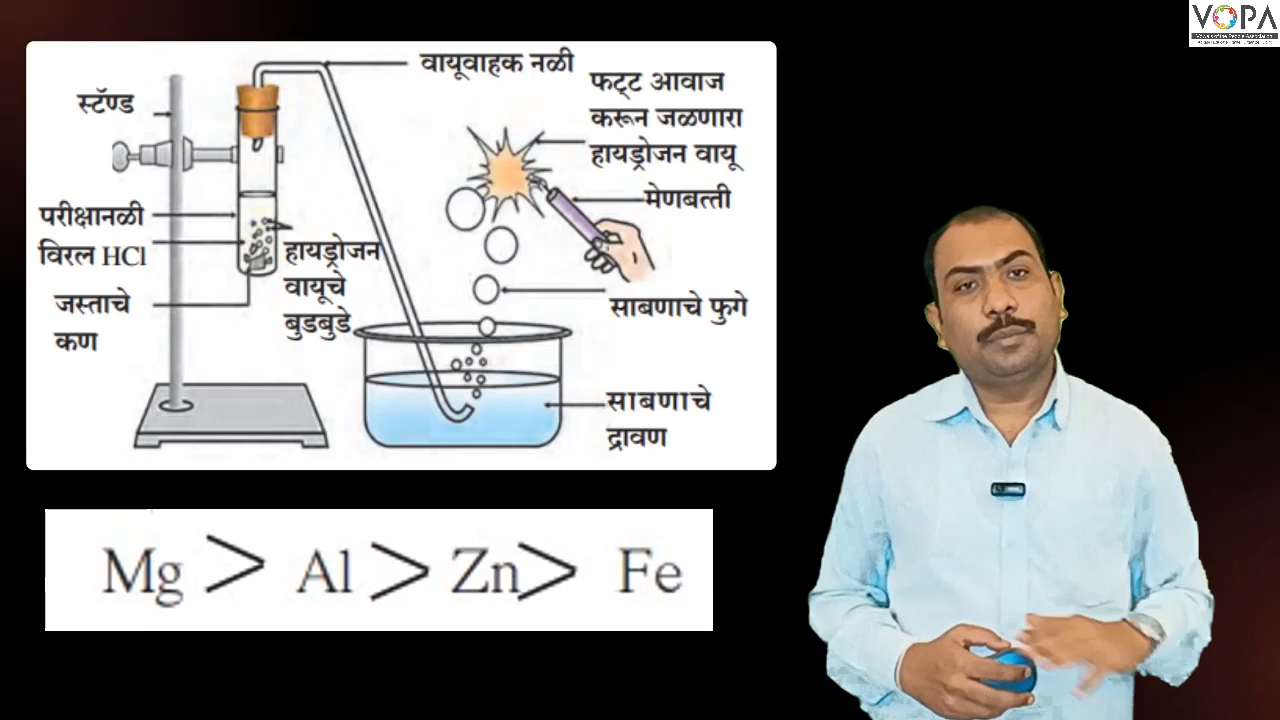 VOPA
वायूवाहक नळी
स्टॅण्ड
फट्ट आवाज
करून जळणारा
हायड्रोजन वायू
मेणबत्ती
परीक्षानळी
विरल HCl
हायड्रोजन
वायूचे
बुडबुडे
जस्ताचे
कण
साबणाचे फुगे
साबणाचे
द्रावण
Mg > Al > Zn > Fe